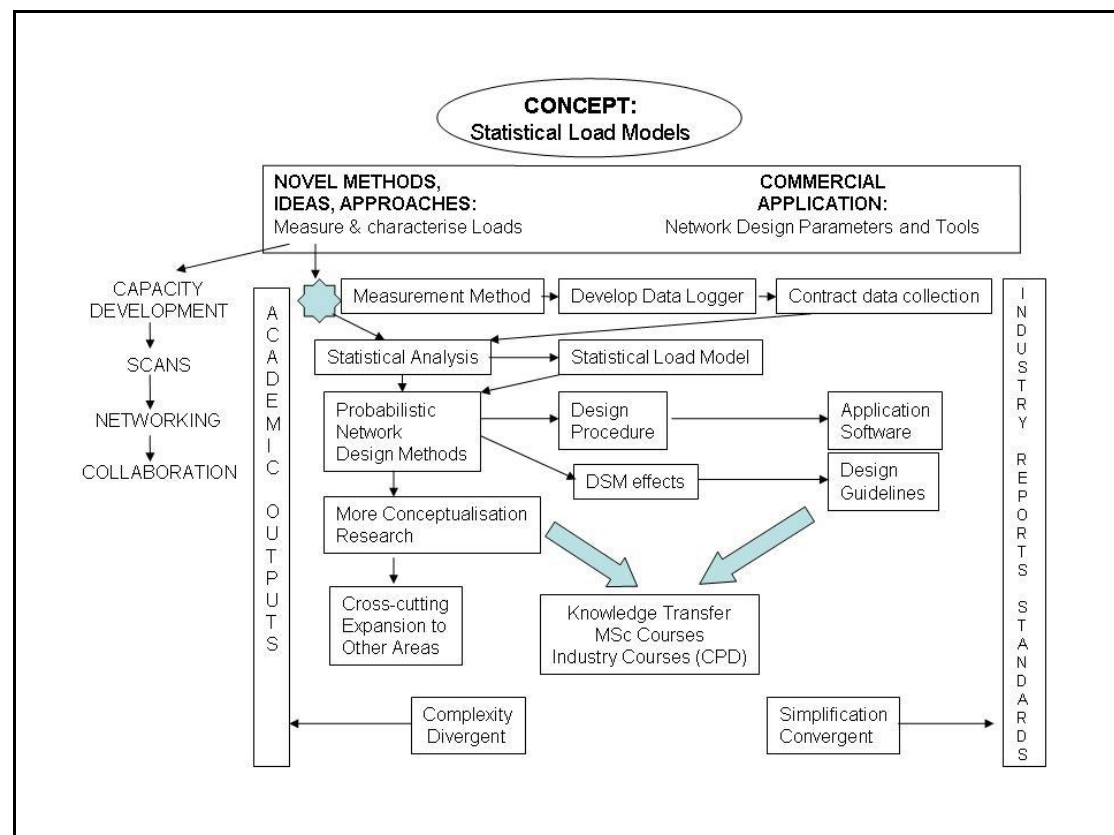 CONCEPT:
Statistical Load Models
NOVEL METHODS,
IDEAS, APPROACHES:
Measure & characterise Loads
COMMERCIAL
APPLICATION:
Network Design Parameters and Tools
CAPACITY
DEVELOPMENT
SCANS
NETWORKING
COLLABORATION
ACADEMIC OUTPUTS
Measurement Method
Develop Data Logger
Contract data collection
Statistical Analysis
Statistical Load Model
Probabilistic
Network
Design Methods
Design
Procedure
Application
Software
DSM effects
Design
Guidelines
More Conceptualisation
Research
Cross-cutting
Expansion to
Other Areas
Knowledge Transfer
MSc Courses
Industry Courses (CPD)
Complexity
Divergent
Simplification
Convergent
INDUSTRY REPORTS STANDARDS